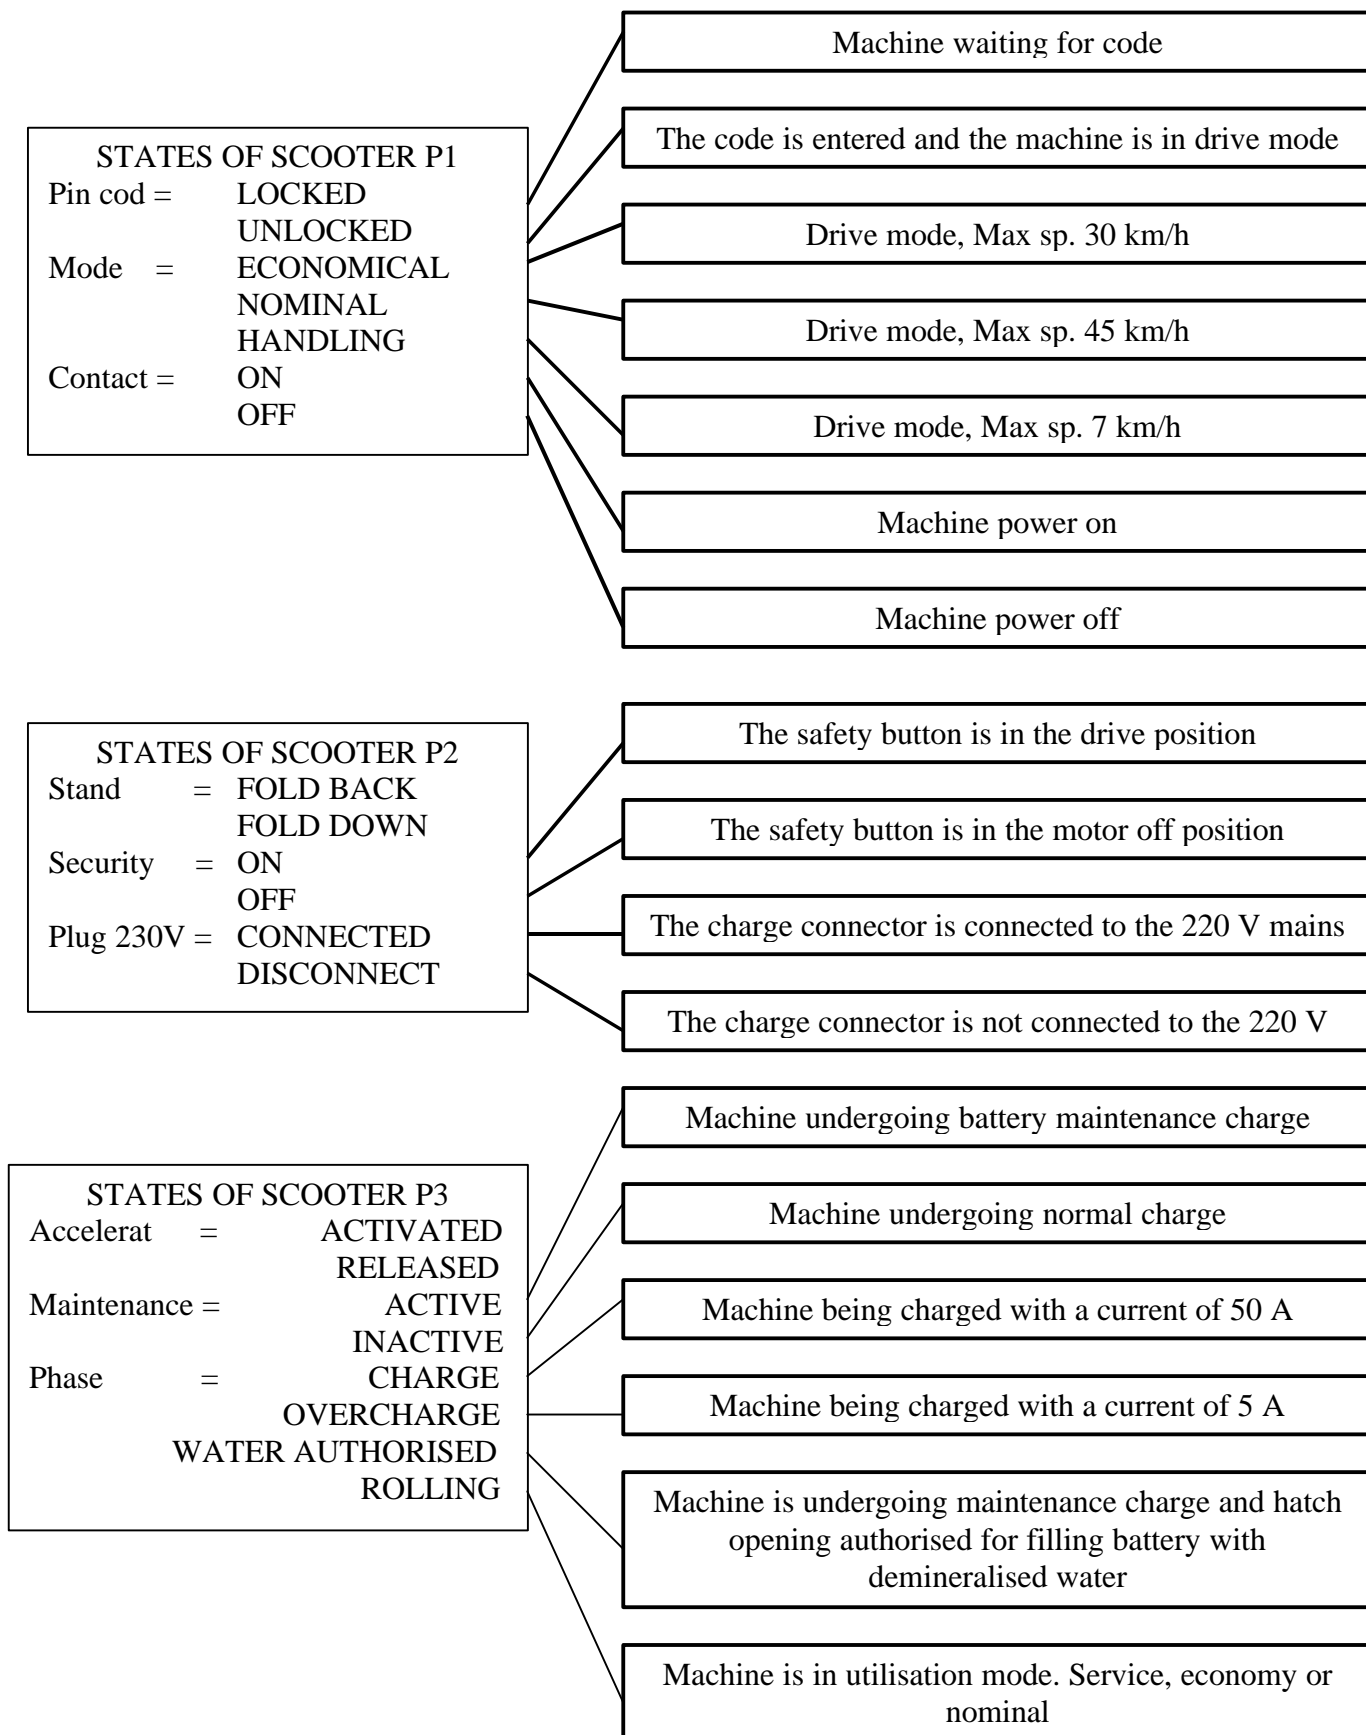 Machine waiting for code
The code is entered and the machine is in drive mode
STATES OF SCOOTER P1
Pin cod = LOCKED
UNLOCKED
Mode = ECONOMICAL
NOMINAL
HANDLING
Contact = ON
OFF
Drive mode, Max sp. 30 km/h
Drive mode, Max sp. 45 km/h
Drive mode, Max sp. 7 km/h
Machine power on
Machine power off
STATES OF SCOOTER P2
Stand = FOLD BACK
FOLD DOWN
Security = ON
OFF
Plug 230V = CONNECTED
DISCONNECT
The safety button is in the drive position
The safety button is in the motor off position
The charge connector is connected to the 220 V mains
The charge connector is not connected to the 220 V
STATES OF SCOOTER P3
Accelerat = ACTIVATED
RELEASED
Maintenance = ACTIVE
INACTIVE
Phase = CHARGE
OVERCHARGE
WATER AUTHORISED
ROLLING
Machine undergoing battery maintenance charge
Machine undergoing normal charge
Machine being charged with a current of 50 A
Machine being charged with a current of 5 A
Machine is undergoing maintenance charge and hatch
opening authorised for filling battery with
demineralised water
Machine is in utilisation mode. Service, economy or
nominal